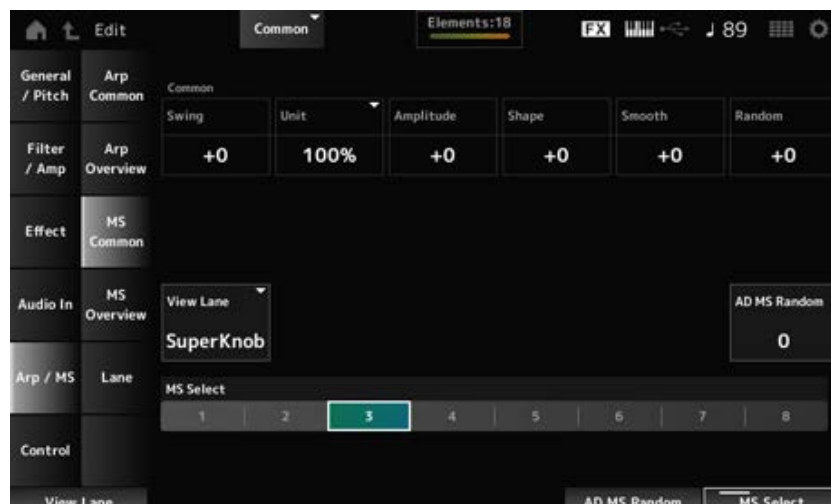 Edit
Common
Elements:18
FX
♩ 89
General / Pitch
Arp Common
Common
Swing
Unit
Amplitude
Shape
Smooth
Random
+0
100%
+0
+0
+0
+0
Filter / Amp
Arp Overview
Effect
MS Common
Audio In
MS Overview
View Lane
SuperKnob
AD MS Random
0
Arp / MS
Lane
MS Select
1 2 3 4 5 6 7 8
Control
View Lane
AD MS Random
MS Select